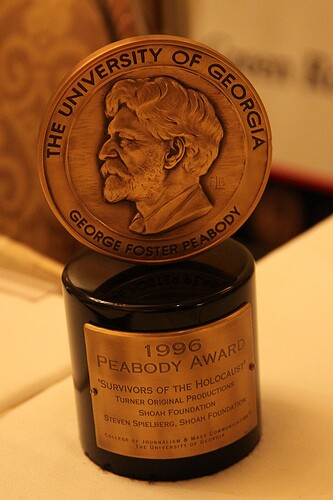 THE UNIVERSITY OF GEORGIA
GEORGE FOSTER PEABODY
1996
PEABODY AWARD
"SURVIVORS OF THE HOLOCAUST"
TURNER ORIGINAL PRODUCTIONS
SHOAH FOUNDATION
STEVEN SPIELBERG, SHOAH FOUNDATION
COLLEGE OF JOURNALISM & MASS COMMUNICATION
THE UNIVERSITY OF GEORGIA